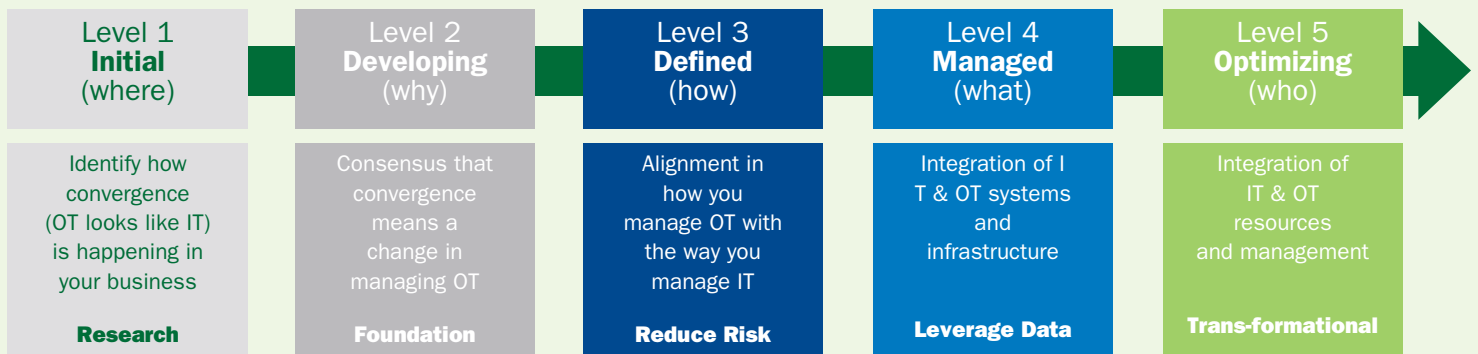 Level 1
Initial
(where)
Identify how
convergence
(OT looks like IT)
is happening in
your business
Research
Level 2
Developing
(why)
Consensus that
convergence
means a
change in
managing OT
Foundation
Level 3
Defined
(how)
Alignment in
how you
manage OT with
the way you
manage IT
Reduce Risk
Level 4
Managed
(what)
Integration of I
T & OT systems
and
infrastructure
Leverage Data
Level 5
Optimizing
(who)
Integration of
IT & OT
resources
and management
Trans-formational